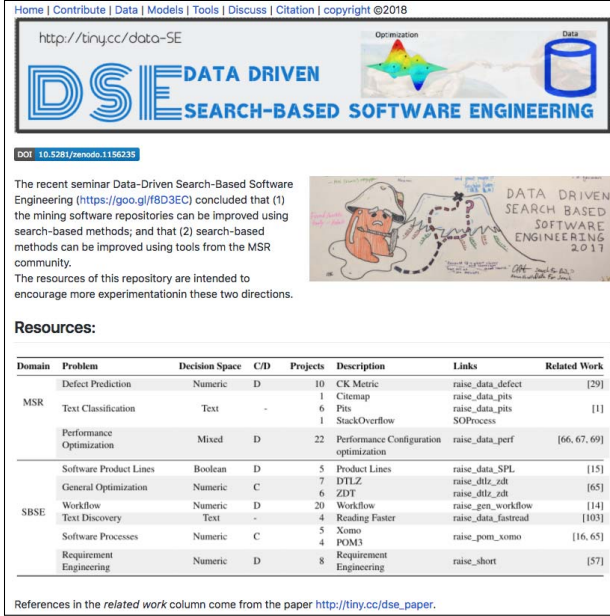 Home | Contribute | Data | Models | Tools | Discuss | Citation | copyright ©2018
http://tiny.cc/data-SE
Optimization
Data
DSE
DATA DRIVEN
SEARCH-BASED SOFTWARE ENGINEERING
DOI 10.5281/zenodo.1156235
The recent seminar Data-Driven Search-Based Software
Engineering (https://goo.gl/f8D3EC) concluded that (1)
the mining software repositories can be improved using
search-based methods; and that (2) search-based
methods can be improved using tools from the MSR
community.
The resources of this repository are intended to
encourage more experimentationin these two directions.
DATA DRIVEN
SEARCH BASED
SOFTWARE
ENGINEERING
2017
Resources:
Domain Problem Decision Space C/D Projects Description Links Related Work
MSR
Defect Prediction Numeric D 10 CK Metric raise_data_defect [29]
Text Classification Text - 1 Citemap raise_data_pits [1]
6 Pits raise_data_pits
1 StackOverflow SOProcess
Performance Optimization Mixed D 22 Performance Configuration optimization raise_data_perf [66, 67, 69]
SBSE
Software Product Lines Boolean D 5 Product Lines raise_data_SPL [15]
General Optimization Numeric C 7 DTLZ raise_dtlz_zdt [65]
6 ZDT raise_dtlz_zdt
Workflow Numeric D 20 Workflow raise_gen_workflow [14]
Text Discovery Text - 4 Reading Faster raise_data_fastread [103]
Software Processes Numeric C 5 Xomo raise_pom_xomo [16, 65]
4 POM3
Requirement Engineering Numeric D 8 Requirement Engineering raise_short [57]
References in the related work column come from the paper http://tiny.cc/dse_paper.